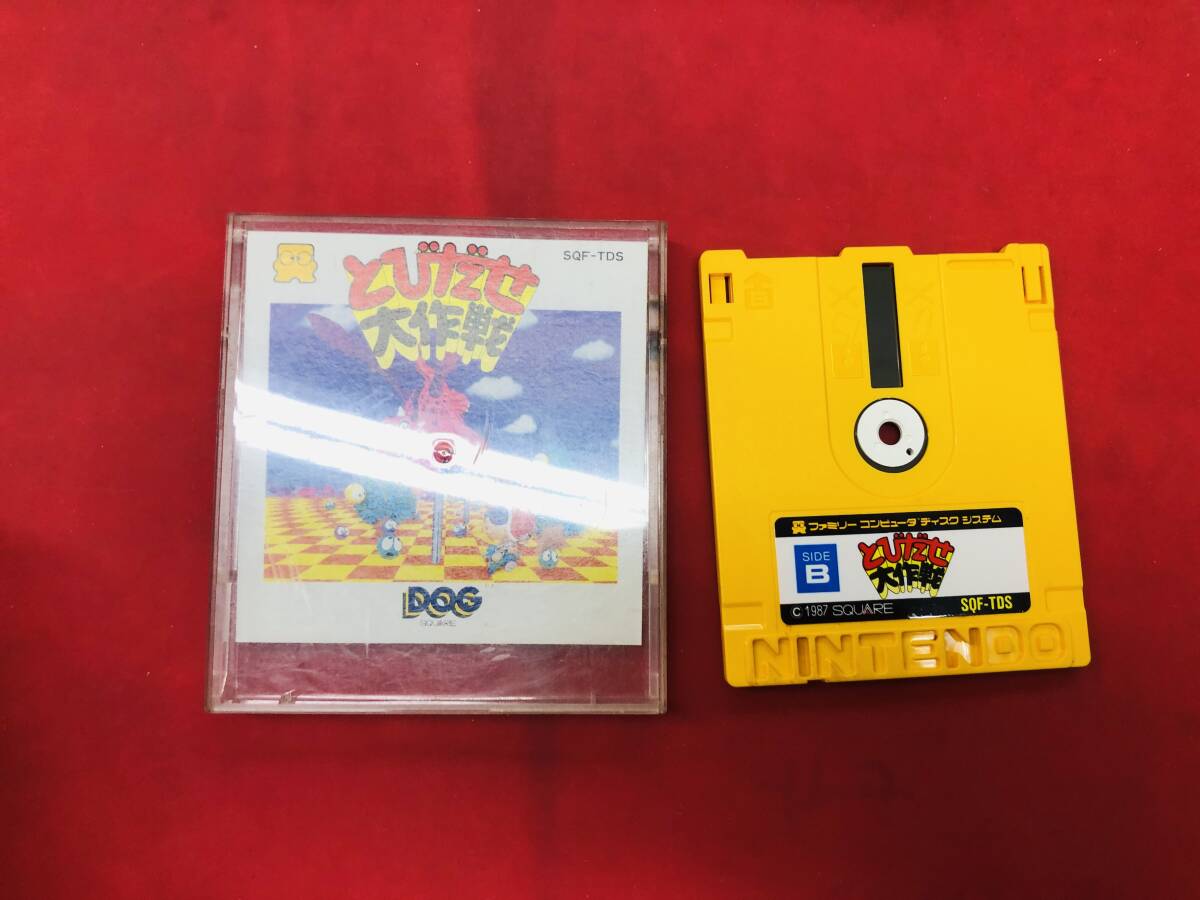 SQF-TDS
とびだせ
大作戦
DOG
SQUARE
ファミリー コンピュータ ディスク システム
SIDE
B
とびだせ
大作戦
© 1987 SQUARE
SQF-TDS
NINTENDO